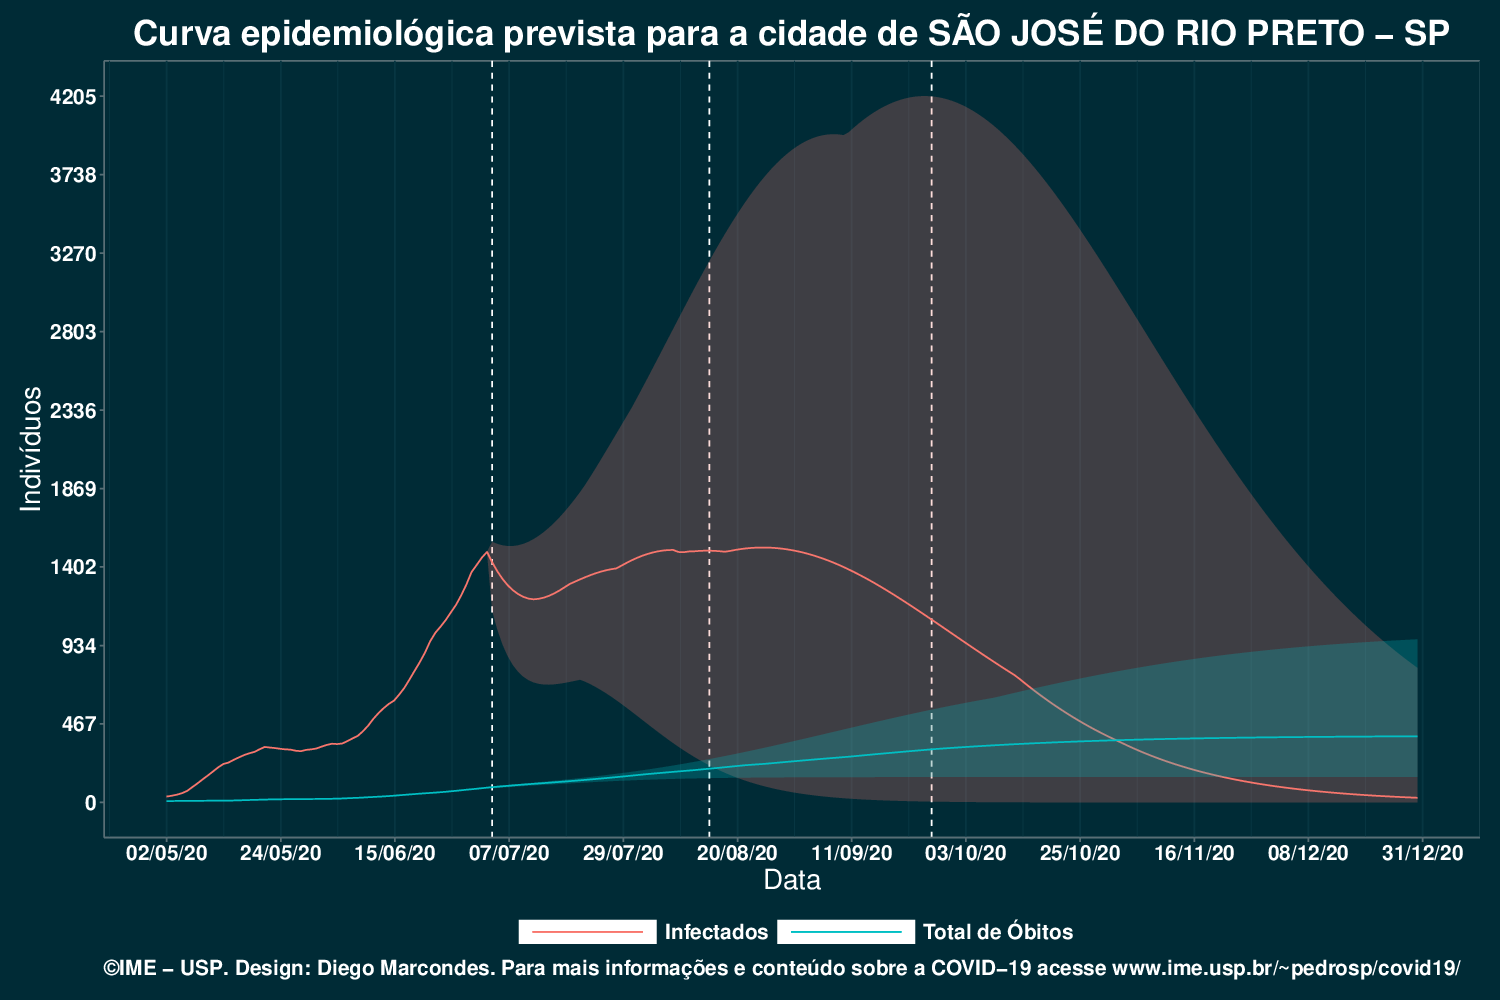 Curva epidemiológica prevista para a cidade de SÃO JOSÉ DO RIO PRETO – SP
4205
3738
3270
2803
2336
1869
1402
934
467
0
Indivíduos
02/05/20 24/05/20 15/06/20 07/07/20 29/07/20 20/08/20 11/09/20 03/10/20 25/10/20 16/11/20 08/12/20 31/12/20
Data
Infectados Total de Óbitos
©IME – USP. Design: Diego Marcondes. Para mais informações e conteúdo sobre a COVID–19 acesse www.ime.usp.br/~pedrosp/covid19/